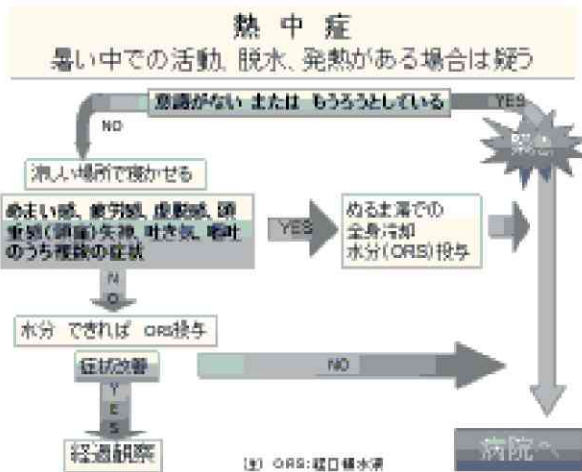 熱中症
暑い中での活動、脱水、発熱がある場合は疑う
意識がない または もうろうとしている
YES
NO
緊急
涼しい場所で寝かせる
めまい感、疲労感、虚脱感、頭
重感(頭痛)失神、吐き気、嘔吐
のうち複数の症状
YES
ぬるま湯での
全身冷却
水分(ORS)投与
NO
水分 できれば ORS投与
症状改善
NO
YES
経過観察
病院へ
(注) ORS:経口補水液